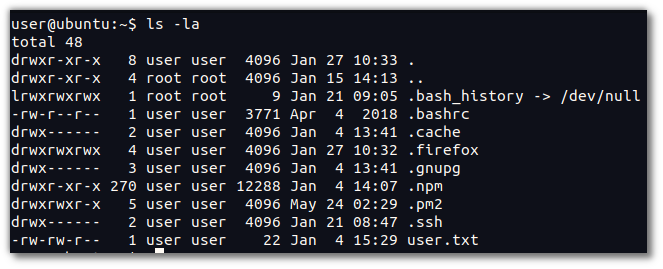 user@ubuntu:~$ ls -la
total 48
drwxr-xr-x   8 user user  4096 Jan 27 10:33 .
drwxr-xr-x   4 root root  4096 Jan 15 14:13 ..
lrwxrwxrwx   1 root root     9 Jan 21 09:05 .bash_history -> /dev/null
-rw-r--r--   1 user user  3771 Apr  4  2018 .bashrc
drwx------   2 user user  4096 Jan  4 13:41 .cache
drwxrwxrwx   4 user user  4096 Jan 27 10:32 .firefox
drwx------   3 user user  4096 Jan  4 13:41 .gnupg
drwxr-xr-x 270 user user 12288 Jan  4 14:07 .npm
drwxrwxr-x   5 user user  4096 May 24 02:29 .pm2
drwx------   2 user user  4096 Jan 21 08:47 .ssh
-rw-rw-r--   1 user user    22 Jan  4 15:29 user.txt